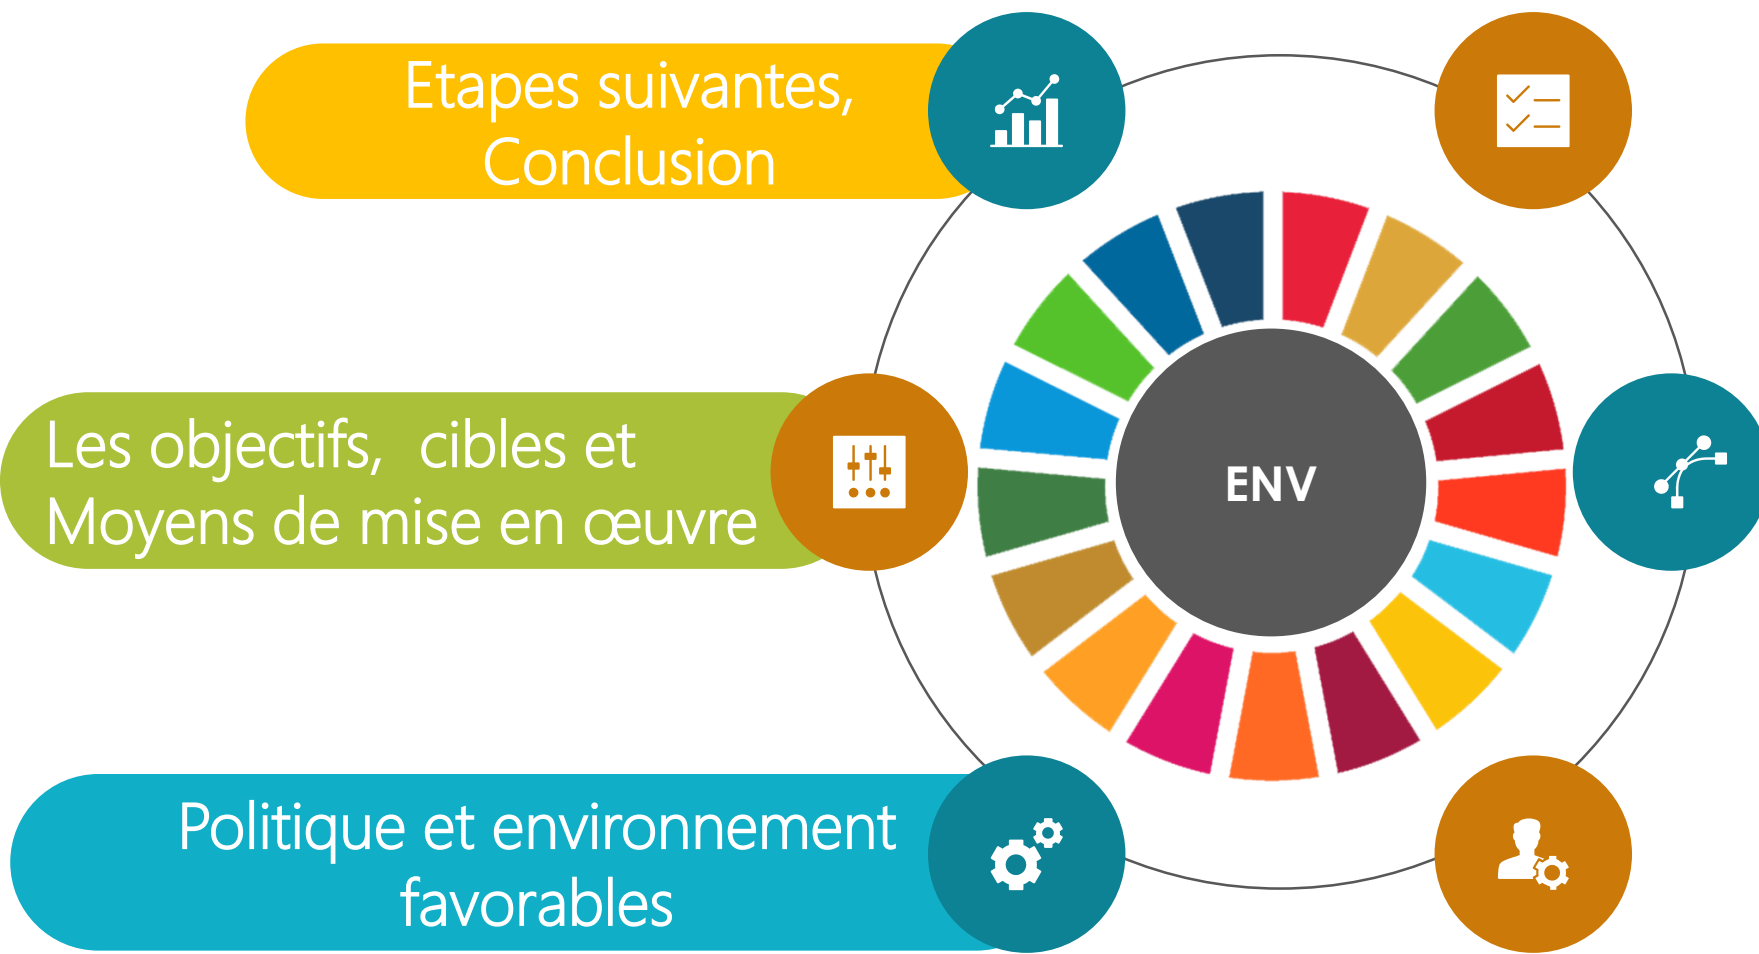 Etapes suivantes,
Conclusion
Les objectifs,  cibles et
Moyens de mise en œuvre
ENV
Politique et environnement
favorables